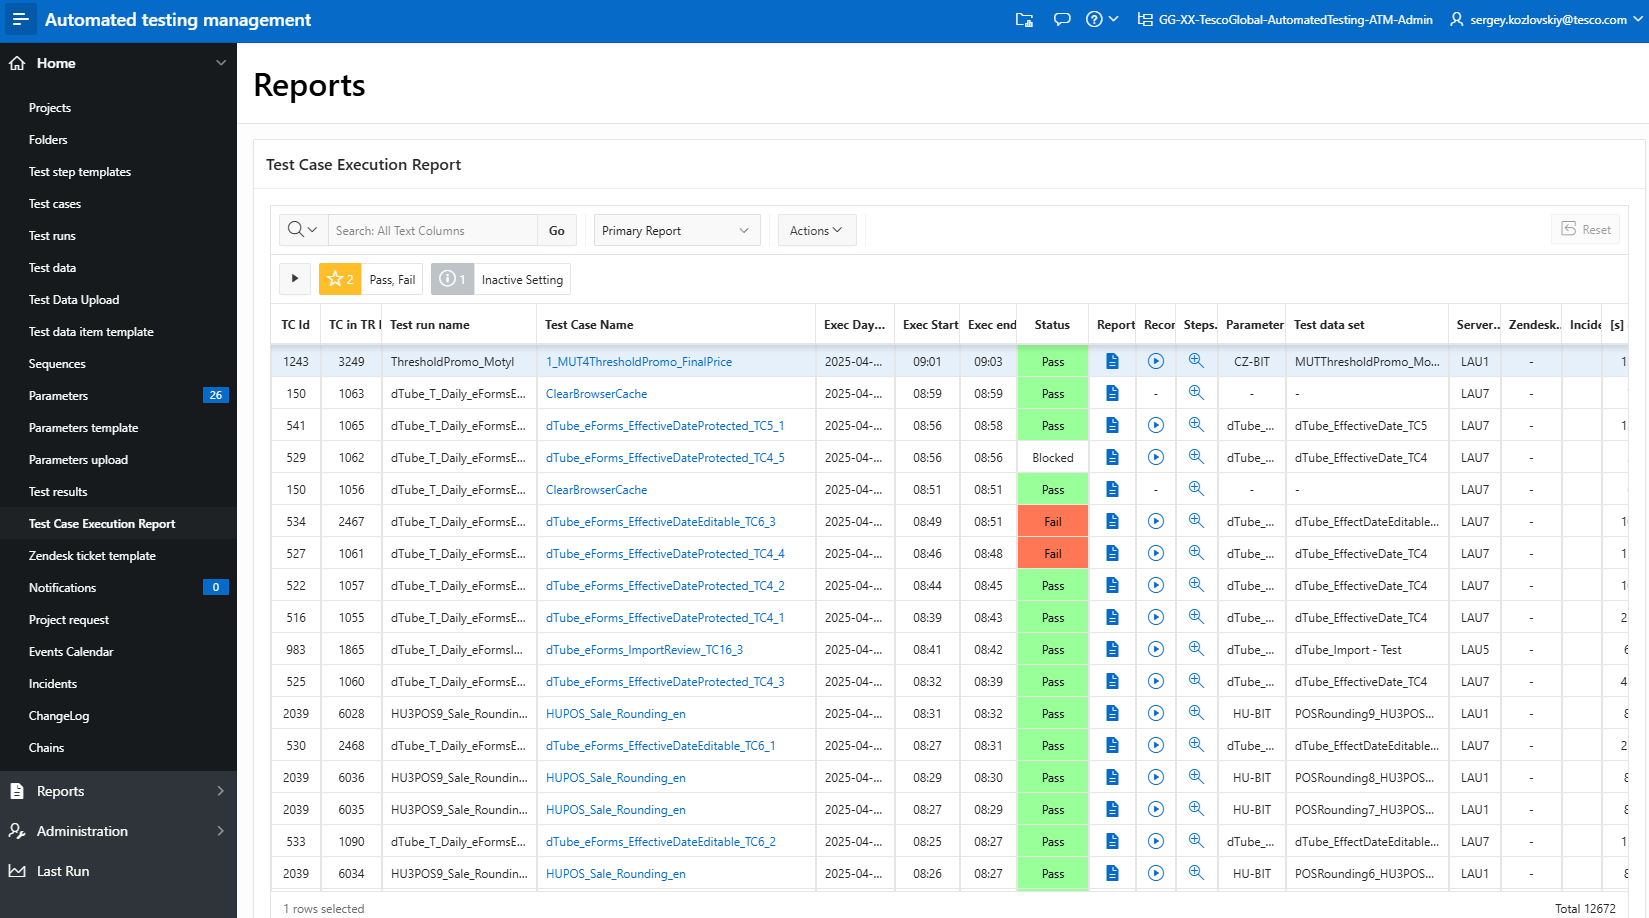 Automated testing management
GG-XX-TescoGlobal-AutomatedTesting-ATM-Admin
sergey.kozlovskiy@tesco.com
Home
Projects
Folders
Test step templates
Test cases
Test runs
Test data
Test Data Upload
Test data item template
Sequences
Parameters 26
Parameters template
Parameters upload
Test results
Test Case Execution Report
Zendesk ticket template
Notifications 0
Project request
Events Calendar
Incidents
ChangeLog
Chains
Reports
Administration
Last Run
Reports
Test Case Execution Report
Search: All Text Columns Go Primary Report Actions Reset
2 Pass, Fail 1 Inactive Setting
TC Id TC in TR Test run name Test Case Name Exec Day... Exec Start Exec end Status Report Recor Steps. Parameter Test data set Server.. Zendesk.. Incide [s]
1243 3249 ThresholdPromo_Motyl 1_MUT4ThresholdPromo_FinalPrice 2025-04-... 09:01 09:03 Pass CZ-BIT MUTThresholdPromo_Mo... LAU1 - 1
150 1063 dTube_T_Daily_eFormsE... ClearBrowserCache 2025-04-... 08:59 08:59 Pass - - - LAU7 -
541 1065 dTube_T_Daily_eFormsE... dTube_eForms_EffectiveDateProtected_TC5_1 2025-04-... 08:56 08:58 Pass dTube_... dTube_EffectiveDate_TC5 LAU7 - 1
529 1062 dTube_T_Daily_eFormsE... dTube_eForms_EffectiveDateProtected_TC4_5 2025-04-... 08:56 08:56 Blocked dTube_... dTube_EffectiveDate_TC4 LAU7 -
150 1056 dTube_T_Daily_eFormsE... ClearBrowserCache 2025-04-... 08:51 08:51 Pass - - - LAU7 -
534 2467 dTube_T_Daily_eFormsE... dTube_eForms_EffectiveDateEditable_TC6_3 2025-04-... 08:49 08:51 Fail dTube_... dTube_EffectDateEditable... LAU7 - 1
527 1061 dTube_T_Daily_eFormsE... dTube_eForms_EffectiveDateProtected_TC4_4 2025-04-... 08:46 08:48 Fail dTube_... dTube_EffectiveDate_TC4 LAU7 - 1
522 1057 dTube_T_Daily_eFormsE... dTube_eForms_EffectiveDateProtected_TC4_2 2025-04-... 08:44 08:45 Pass dTube_... dTube_EffectiveDate_TC4 LAU7 - 1
516 1055 dTube_T_Daily_eFormsE... dTube_eForms_EffectiveDateProtected_TC4_1 2025-04-... 08:39 08:43 Pass dTube_... dTube_EffectiveDate_TC4 LAU7 - 2
983 1865 dTube_T_Daily_eFormsI... dTube_eForms_ImportReview_TC16_3 2025-04-... 08:41 08:42 Pass dTube_... dTube_Import - Test LAU5 - 6
525 1060 dTube_T_Daily_eFormsE... dTube_eForms_EffectiveDateProtected_TC4_3 2025-04-... 08:32 08:39 Pass dTube_... dTube_EffectiveDate_TC4 LAU7 - 4
2039 6028 HU3POS9_Sale_Roundin... HUPOS_Sale_Rounding_en 2025-04-... 08:31 08:32 Pass HU-BIT POSRounding9_HU3POS... LAU1 - 8
530 2468 dTube_T_Daily_eFormsE... dTube_eForms_EffectiveDateEditable_TC6_1 2025-04-... 08:27 08:31 Pass dTube_... dTube_EffectDateEditable... LAU7 - 2
2039 6036 HU3POS9_Sale_Roundin... HUPOS_Sale_Rounding_en 2025-04-... 08:29 08:30 Pass HU-BIT POSRounding8_HU3POS... LAU1 - 8
2039 6035 HU3POS9_Sale_Roundin... HUPOS_Sale_Rounding_en 2025-04-... 08:27 08:29 Pass HU-BIT POSRounding7_HU3POS... LAU1 - 8
533 1090 dTube_T_Daily_eFormsE... dTube_eForms_EffectiveDateEditable_TC6_2 2025-04-... 08:25 08:27 Pass dTube_... dTube_EffectDateEditable... LAU7 - 1
2039 6034 HU3POS9_Sale_Roundin... HUPOS_Sale_Rounding_en 2025-04-... 08:26 08:27 Pass HU-BIT POSRounding6_HU3POS... LAU1 - 8
1 rows selected Total 12672